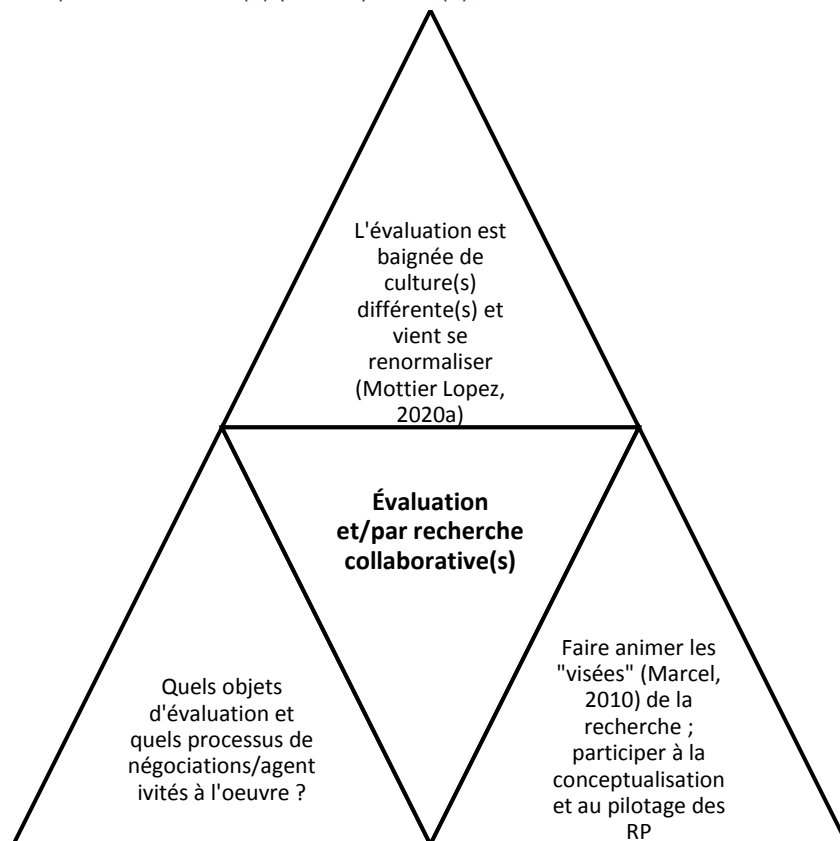 L'évaluation est
baignée de
culture(s)
différente(s) et
vient se
renormaliser
(Mottier Lopez,
2020a)
Évaluation
et/par recherche
collaborative(s)
Quels objets
d'évaluation et
quels processus de
négociations/agent
ivités à l'oeuvre ?
Faire animer les
"visées" (Marcel,
2010) de la
recherche ;
participer à la
conceptualisation
et au pilotage des
RP